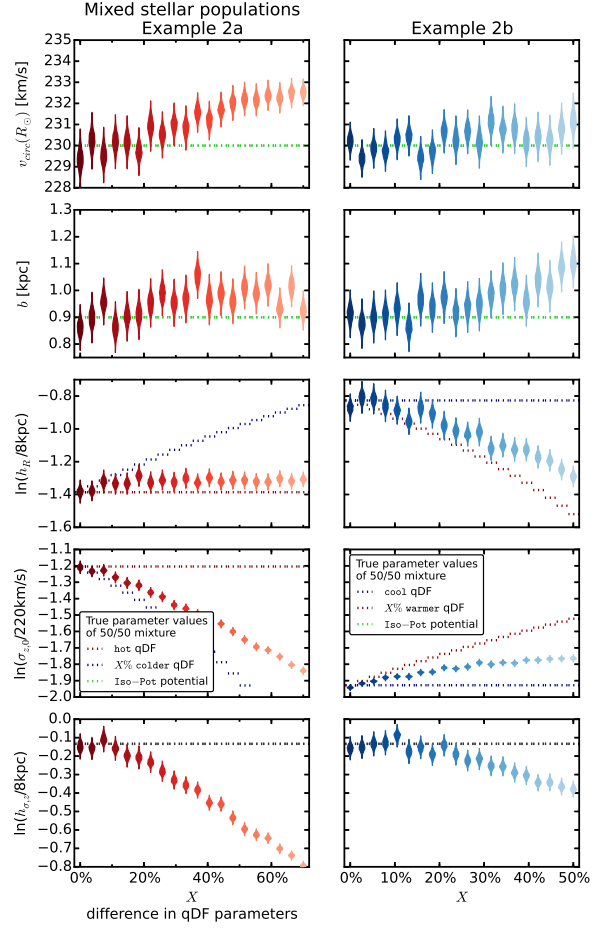 Mixed stellar populations
Example 2a
Example 2b
235
234
233
232
231
230
229
228
v_circ(R_⊙) [km/s]
1.3
1.2
1.1
1.0
0.9
0.8
b [kpc]
−0.8
−1.0
−1.2
−1.4
−1.6
ln(h_R/8kpc)
−1.1
−1.2
−1.3
−1.4
−1.5
−1.6
−1.7
−1.8
−1.9
−2.0
ln(σ_z,0/220km/s)
True parameter values
of 50/50 mixture
hot qDF
X% colder qDF
Iso−Pot potential
True parameter values
of 50/50 mixture
cool qDF
X% warmer qDF
Iso−Pot potential
0.0
−0.1
−0.2
−0.3
−0.4
−0.5
−0.6
−0.7
−0.8
ln(h_σ,z/8kpc)
0% 20% 40% 60%
0% 10% 20% 30% 40% 50%
X
X
difference in qDF parameters